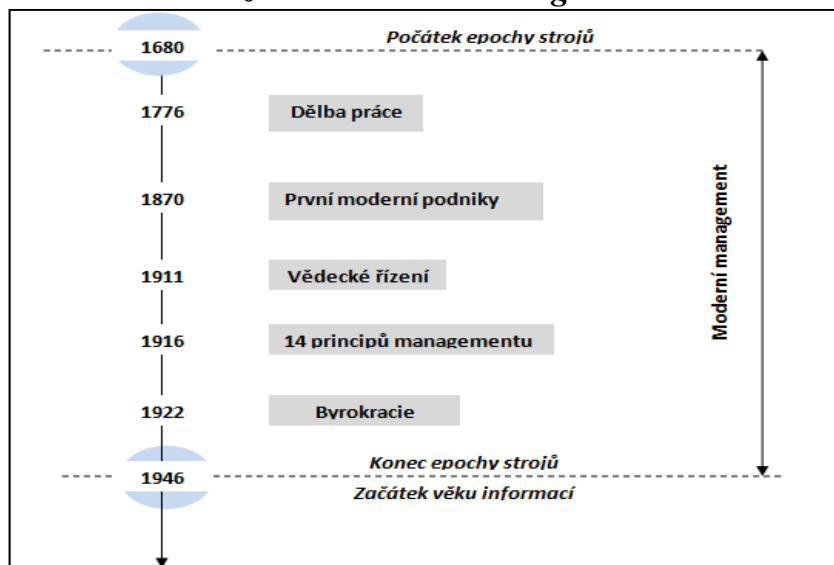 1680 Počátek epochy strojů
1776 Dělba práce
1870 První moderní podniky
1911 Vědecké řízení
1916 14 principů managementu
1922 Byrokracie
Konec epochy strojů
1946
Začátek věku informací
Moderní management